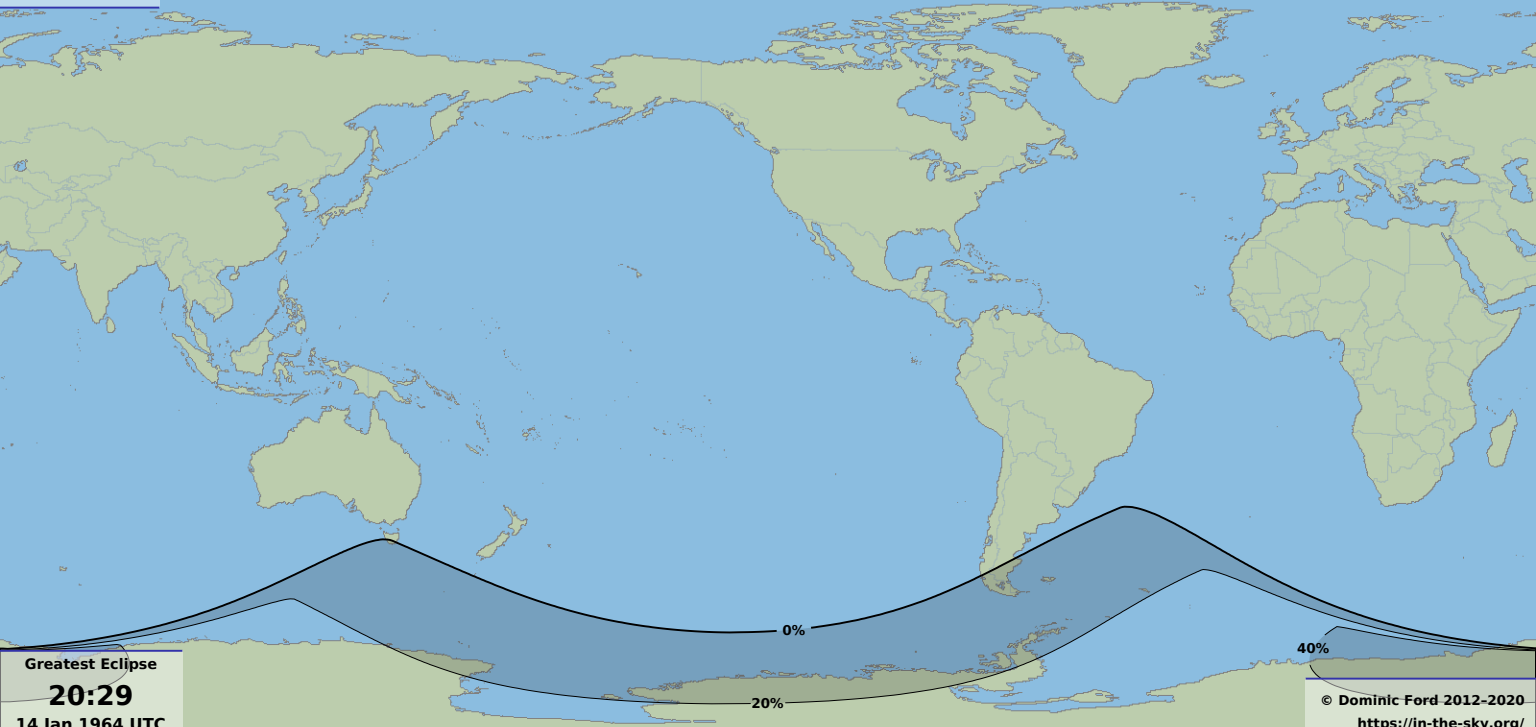 0%
40%
Greatest Eclipse
20:29
14 Jan 1964 UTC
20%
© Dominic Ford 2012–2020
https://in-the-sky.org/